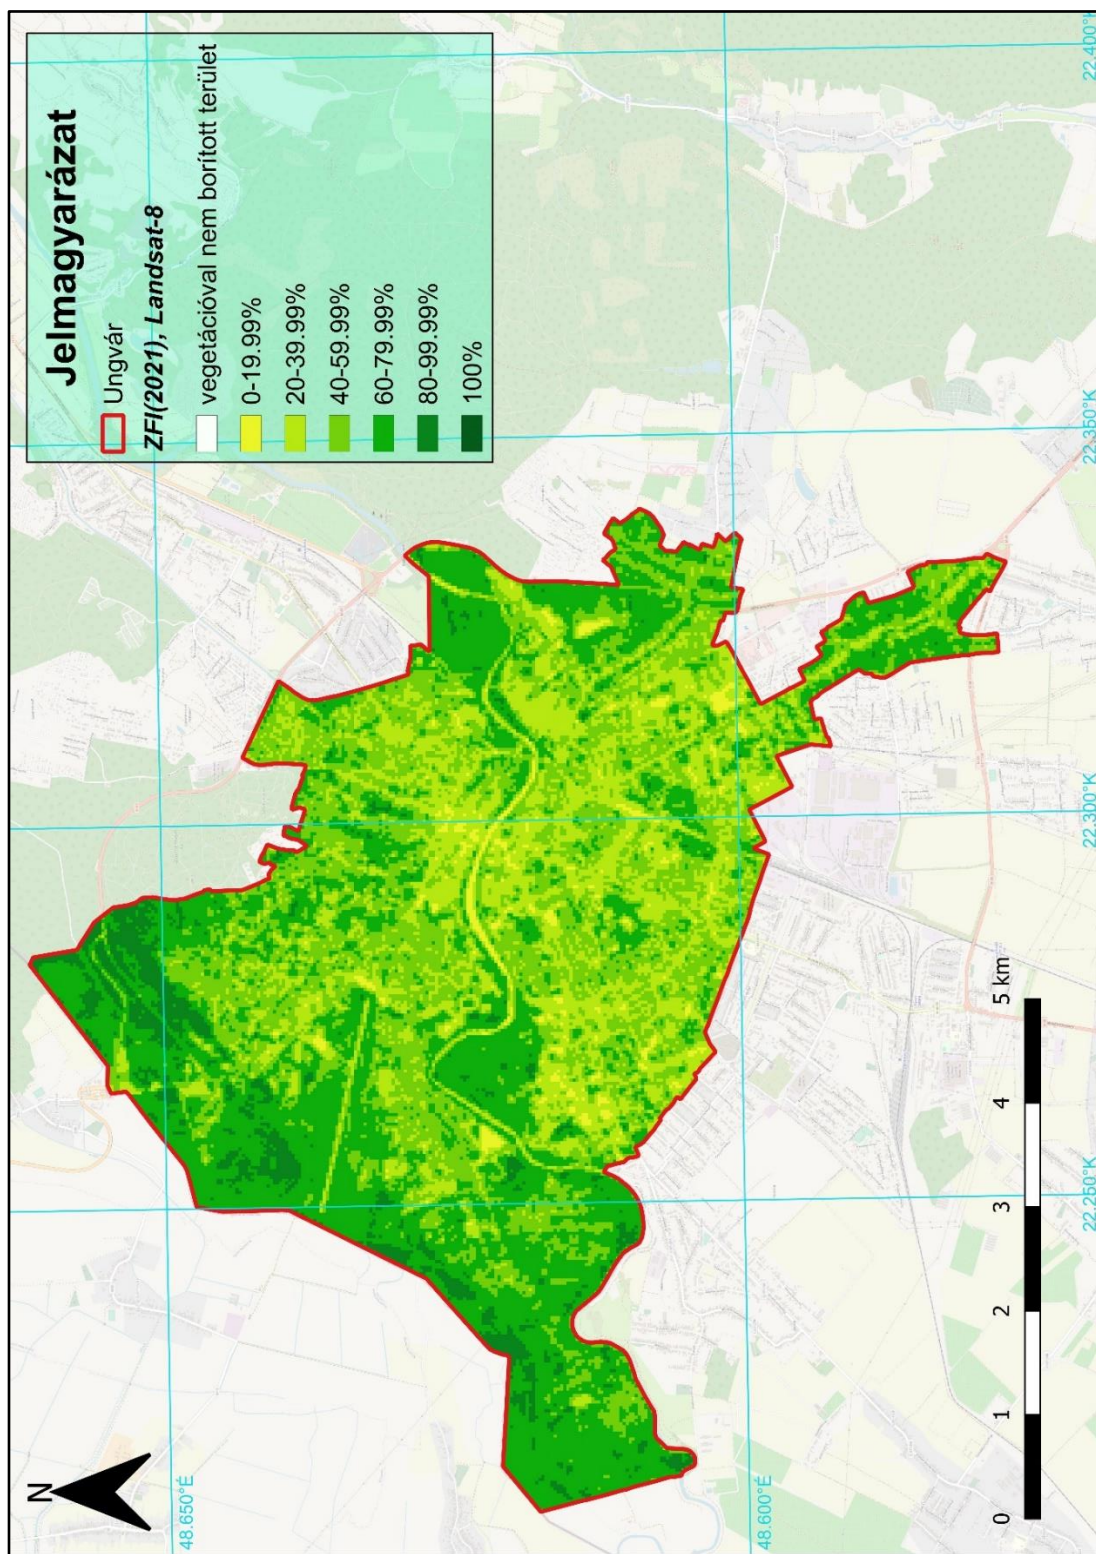 Jelmagyarázat
Ungvár
ZFI(2021), Landsat-8
vegetációval nem borított terület
0-19.99%
20-39.99%
40-59.99%
60-79.99%
80-99.99%
100%
N
48.650°É
48.600°É
22.250°K
22.300°K
22.350°K
22.400°K
0 1 2 3 4 5 km